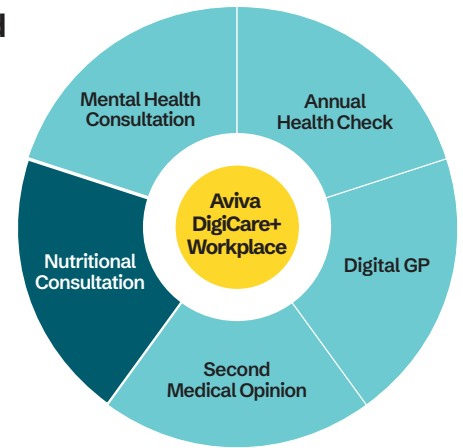 Mental Health
Consultation
Annual
Health Check
Aviva
DigiCare+
Workplace
Nutritional
Consultation
Digital GP
Second
Medical Opinion